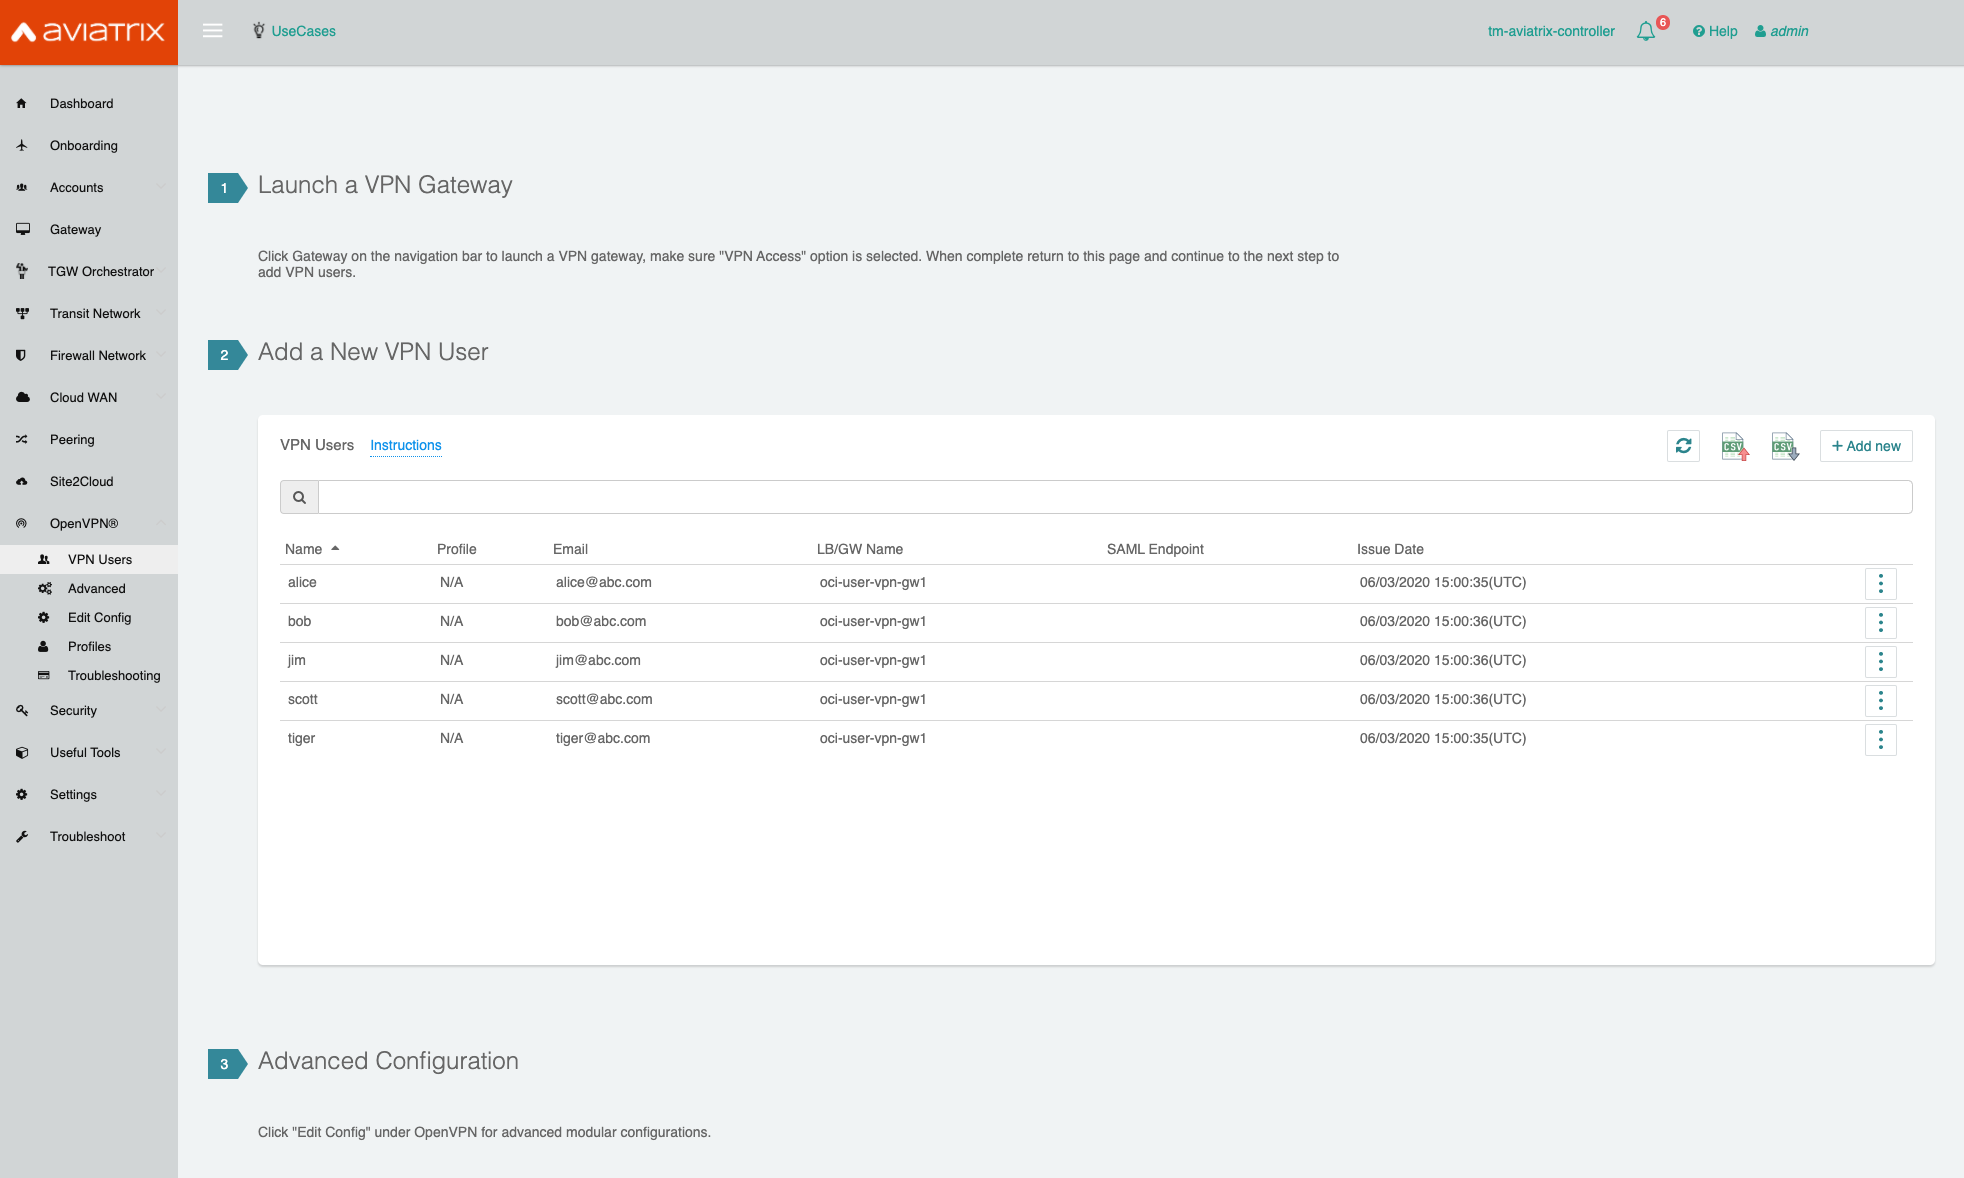 aviatrix
UseCases
tm-aviatrix-controller
6
Help
admin
Dashboard
Onboarding
Accounts
Gateway
TGW Orchestrator
Transit Network
Firewall Network
Cloud WAN
Peering
Site2Cloud
OpenVPN®
VPN Users
Advanced
Edit Config
Profiles
Troubleshooting
Security
Useful Tools
Settings
Troubleshoot
1 Launch a VPN Gateway
Click Gateway on the navigation bar to launch a VPN gateway, make sure "VPN Access" option is selected. When complete return to this page and continue to the next step to
add VPN users.
2 Add a New VPN User
VPN Users Instructions
CSV CSV + Add new
Name Profile Email LB/GW Name SAML Endpoint Issue Date
alice N/A alice@abc.com oci-user-vpn-gw1 06/03/2020 15:00:35(UTC)
bob N/A bob@abc.com oci-user-vpn-gw1 06/03/2020 15:00:36(UTC)
jim N/A jim@abc.com oci-user-vpn-gw1 06/03/2020 15:00:36(UTC)
scott N/A scott@abc.com oci-user-vpn-gw1 06/03/2020 15:00:36(UTC)
tiger N/A tiger@abc.com oci-user-vpn-gw1 06/03/2020 15:00:35(UTC)
3 Advanced Configuration
Click "Edit Config" under OpenVPN for advanced modular configurations.